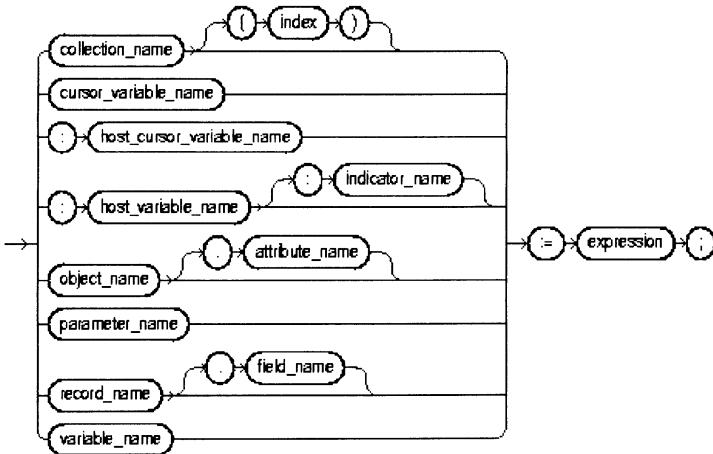 ( index )
collection_name
cursor_variable_name
: host_cursor_variable_name
: indicator_name
: host_variable_name
:= expression ;
. attribute_name
object_name
parameter_name
. field_name
record_name
variable_name